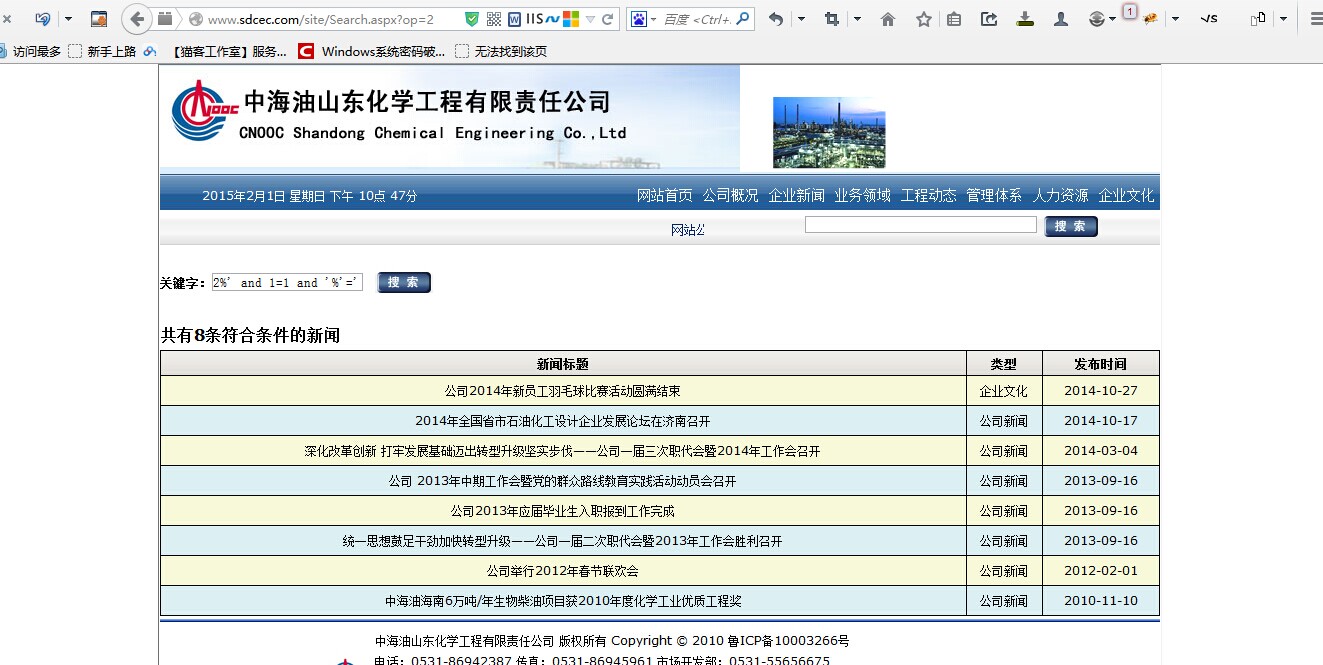 www.sdcec.com/site/Search.aspx?op=2
IIS
百度 <Ctrl+.
1
JS
访问最多 新手上路 【猫客工作室】服务... Windows系统密码破... 无法找到该页
NOOC 中海油山东化学工程有限责任公司
CNOOC Shandong Chemical Engineering Co.,Ltd
2015年2月1日 星期日 下午 10点 47分 网站首页 公司概况 企业新闻 业务领域 工程动态 管理体系 人力资源 企业文化
网站公 搜 索
关键字: 2%' and 1=1 and '%'=' 搜 索
共有8条符合条件的新闻
新闻标题 类型 发布时间
公司2014年新员工羽毛球比赛活动圆满结束 企业文化 2014-10-27
2014年全国省市石油化工设计企业发展论坛在济南召开 公司新闻 2014-10-17
深化改革创新 打牢发展基础迈出转型升级坚实步伐——公司一届三次职代会暨2014年工作会召开 公司新闻 2014-03-04
公司 2013年中期工作会暨党的群众路线教育实践活动动员会召开 公司新闻 2013-09-16
公司2013年应届毕业生入职报到工作完成 公司新闻 2013-09-16
统一思想鼓足干劲加快转型升级——公司一届二次职代会暨2013年工作会胜利召开 公司新闻 2013-09-16
公司举行2012年春节联欢会 公司新闻 2012-02-01
中海油海南6万吨/年生物柴油项目获2010年度化学工业优质工程奖 公司新闻 2010-11-10
中海油山东化学工程有限责任公司 版权所有 Copyright © 2010 鲁ICP备10003266号
电话：0531-86942387 传真：0531-86945961 市场开发部：0531-55656675